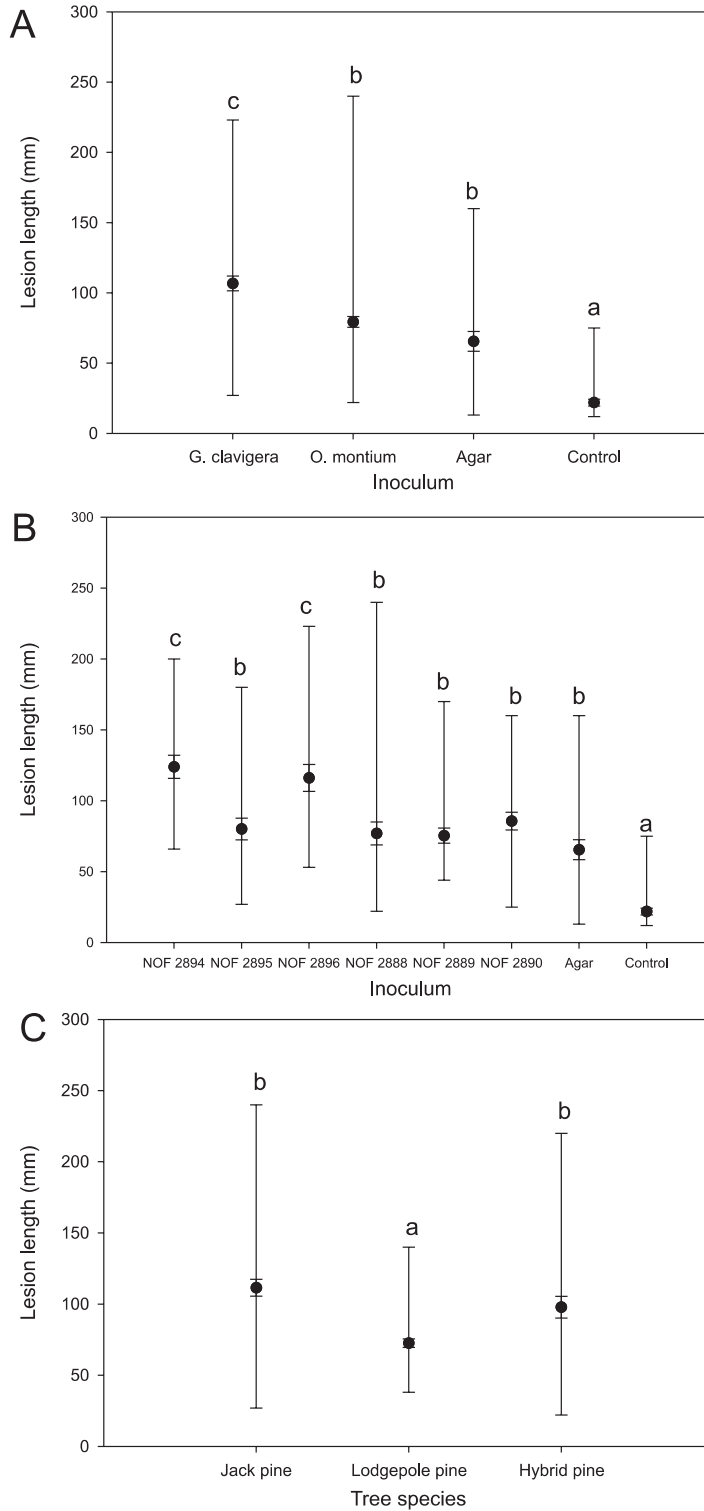 A
300
250
200
150
100
50
0
Lesion length (mm)
c
b
b
a
G. clavigera O. montium Agar Control
Inoculum
B
300
250
200
150
100
50
0
Lesion length (mm)
c
b
c
b
b
b
b
a
NOF 2894 NOF 2895 NOF 2896 NOF 2888 NOF 2889 NOF 2890 Agar Control
Inoculum
C
300
250
200
150
100
50
0
Lesion length (mm)
b
a
b
Jack pine Lodgepole pine Hybrid pine
Tree species